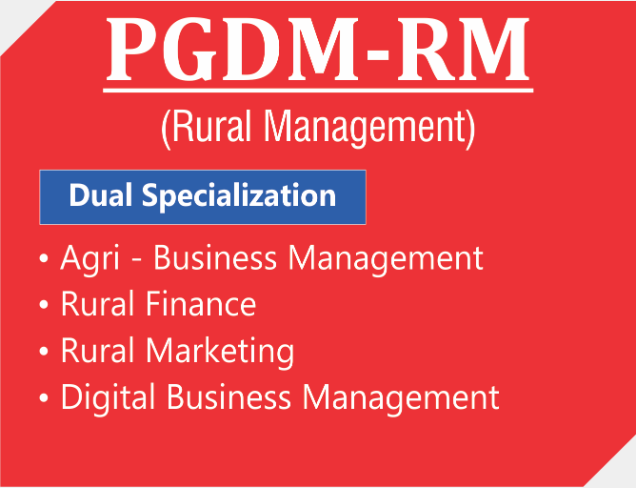 PGDM-RM
(Rural Management)
Dual Specialization
• Agri - Business Management
• Rural Finance
• Rural Marketing
• Digital Business Management